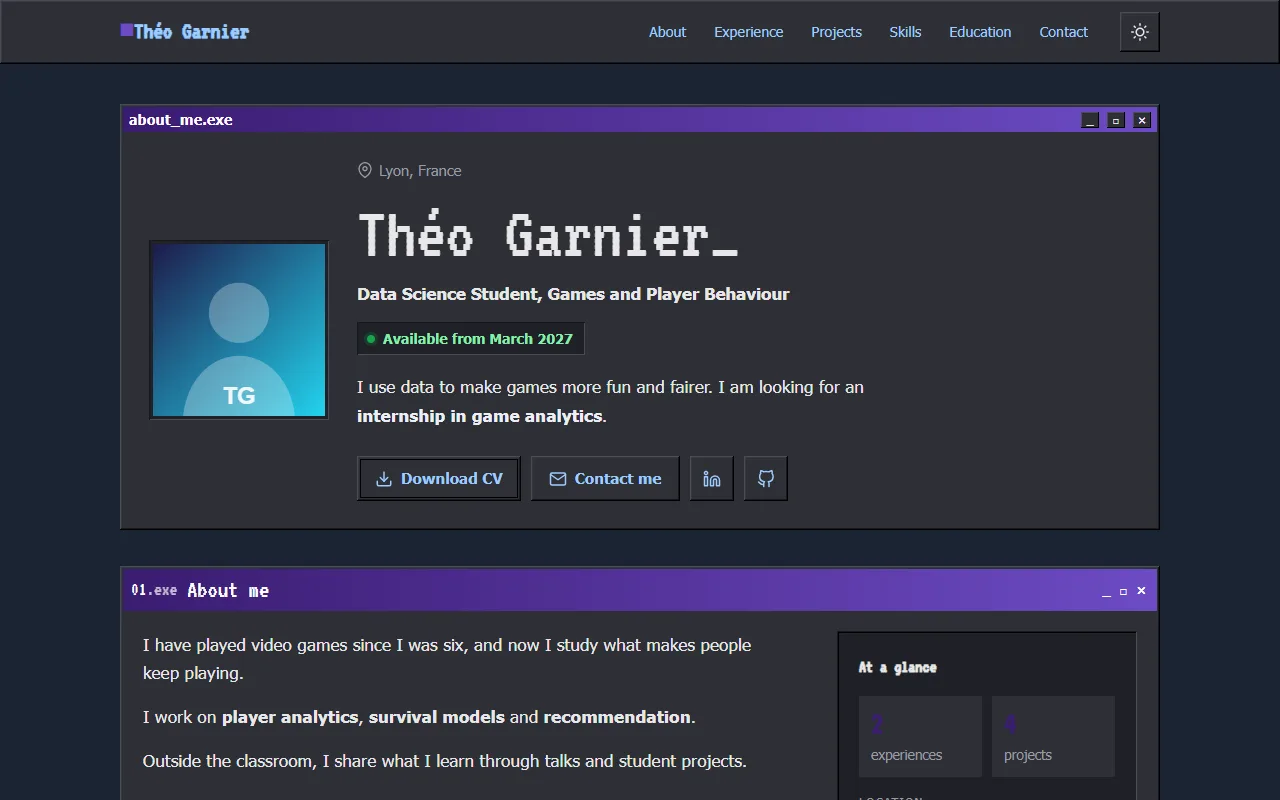 Théo Garnier
About Experience Projects Skills Education Contact
about_me.exe
Lyon, France
Théo Garnier_
Data Science Student, Games and Player Behaviour
Available from March 2027
TG
I use data to make games more fun and fairer. I am looking for an
internship in game analytics.
Download CV Contact me
01.exe About me
I have played video games since I was six, and now I study what makes people
keep playing.
I work on player analytics, survival models and recommendation.
Outside the classroom, I share what I learn through talks and student projects.
At a glance
2 4
experiences projects